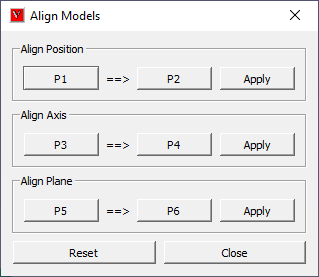 Align Models
Align Position
P1 ==> P2 Apply
Align Axis
P3 ==> P4 Apply
Align Plane
P5 ==> P6 Apply
Reset Close